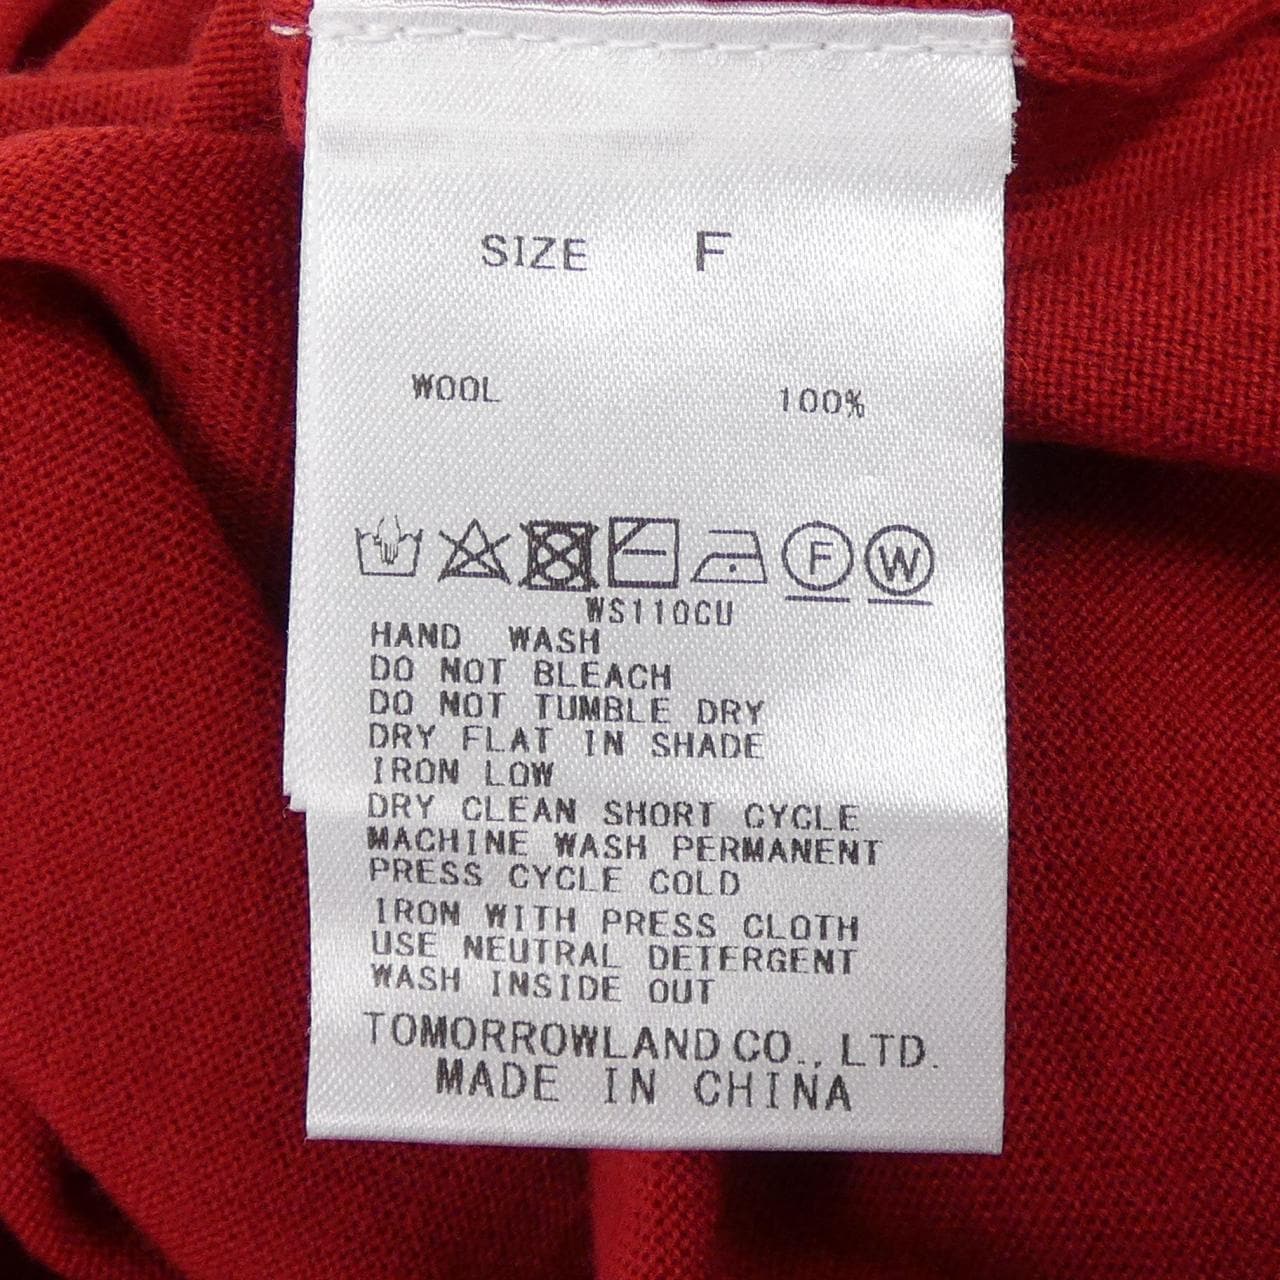 SIZE F
WOOL 100%
F W
WS110CU
HAND WASH
DO NOT BLEACH
DO NOT TUMBLE DRY
DRY FLAT IN SHADE
IRON LOW
DRY CLEAN SHORT CYCLE
MACHINE WASH PERMANENT
PRESS CYCLE COLD
IRON WITH PRESS CLOTH
USE NEUTRAL DETERGENT
WASH INSIDE OUT
TOMORROWLAND CO., LTD.
MADE IN CHINA